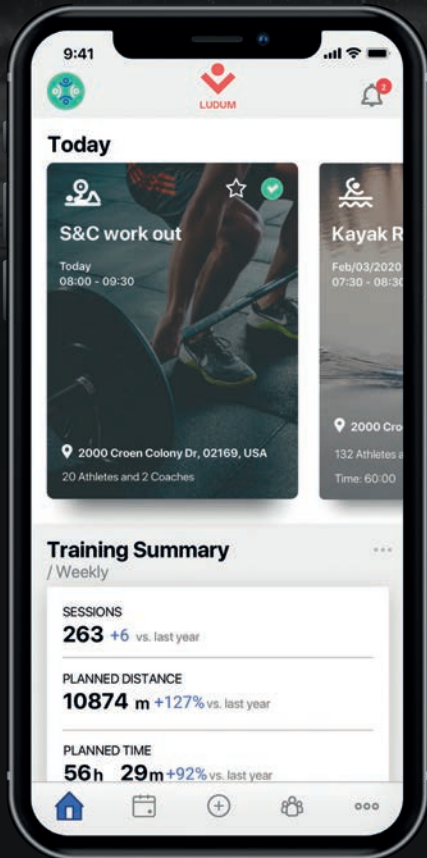 9:41
LUDUM
2
Today
S&C work out
Today
08:00 - 09:30
2000 Croen Colony Dr, 02169, USA
20 Athletes and 2 Coaches
Kayak R
Feb/03/2020
07:30 - 08:30
2000 Cro
132 Athletes a
Time: 60:00
Training Summary
/ Weekly
SESSIONS
263 +6 vs. last year
PLANNED DISTANCE
10874 m +127% vs. last year
PLANNED TIME
56h 29m +92% vs. last year